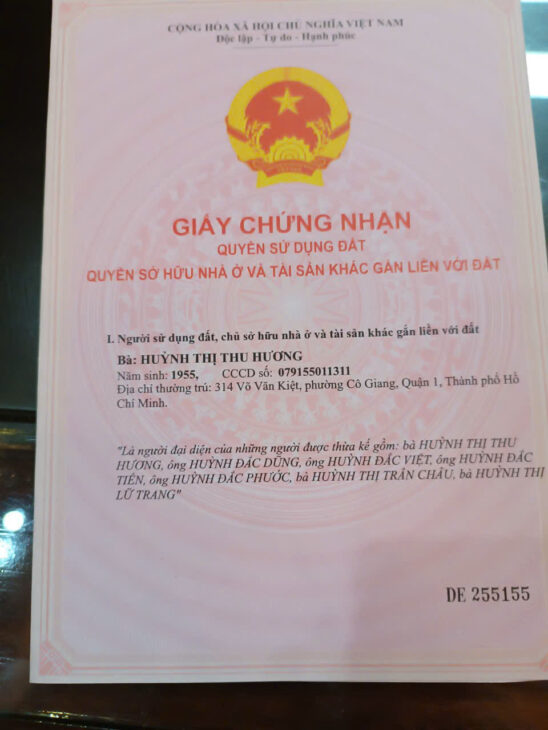 CỘNG HÒA XÃ HỘI CHỦ NGHĨA VIỆT NAM
Độc lập - Tự do - Hạnh phúc
GIẤY CHỨNG NHẬN
QUYỀN SỬ DỤNG ĐẤT
QUYỀN SỞ HỮU NHÀ Ở VÀ TÀI SẢN KHÁC GẮN LIỀN VỚI ĐẤT
I. Người sử dụng đất, chủ sở hữu nhà ở và tài sản khác gắn liền với đất
Bà: HUỲNH THỊ THU HƯƠNG
Năm sinh: 1955, CCCD số: 079155011311
Địa chỉ thường trú: 314 Võ Văn Kiệt, phường Cô Giang, Quận 1, Thành phố Hồ
Chí Minh.
"Là người đại diện của những người được thừa kế gồm: bà HUỲNH THỊ THU
HƯƠNG, ông HUỲNH ĐẮC DŨNG, ông HUỲNH ĐẮC VIỆT, ông HUỲNH ĐẮC
TIẾN, ông HUỲNH ĐẮC PHƯỚC, bà HUỲNH THỊ TRÂN CHÂU, bà HUỲNH THỊ
LỮ TRANG"
DE 255155